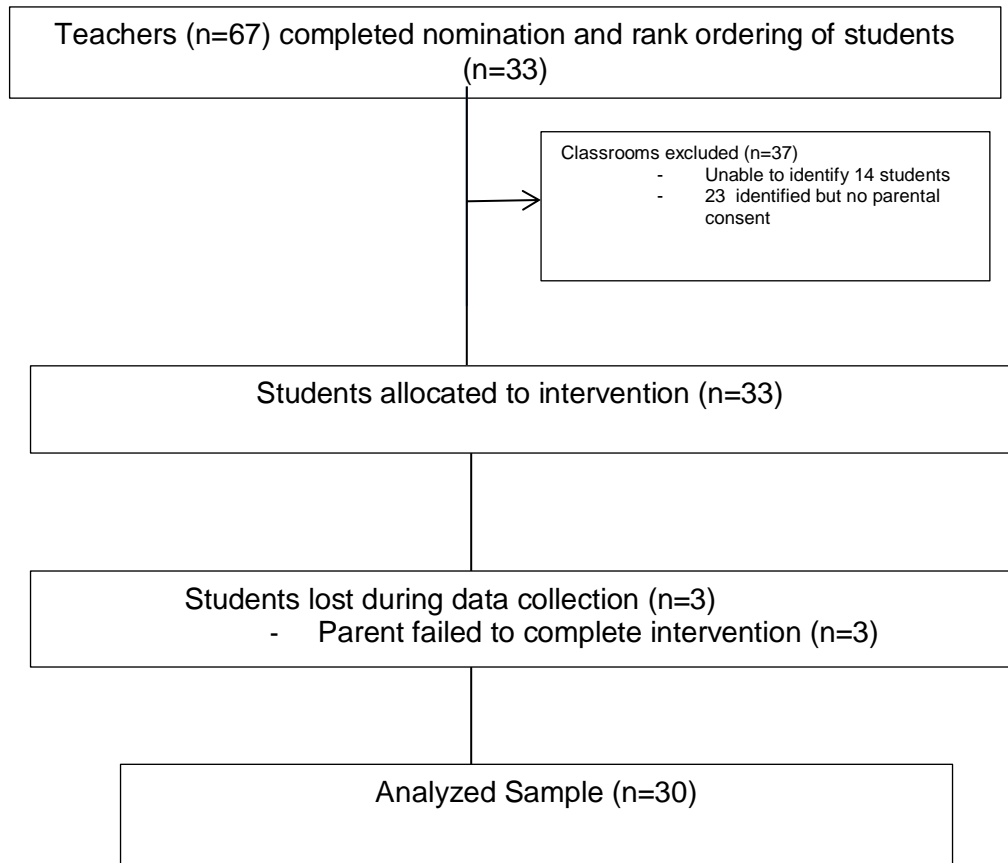 Teachers (n=67) completed nomination and rank ordering of students
(n=33)
Classrooms excluded (n=37)
- Unable to identify 14 students
- 23 identified but no parental
consent
Students allocated to intervention (n=33)
Students lost during data collection (n=3)
- Parent failed to complete intervention (n=3)
Analyzed Sample (n=30)